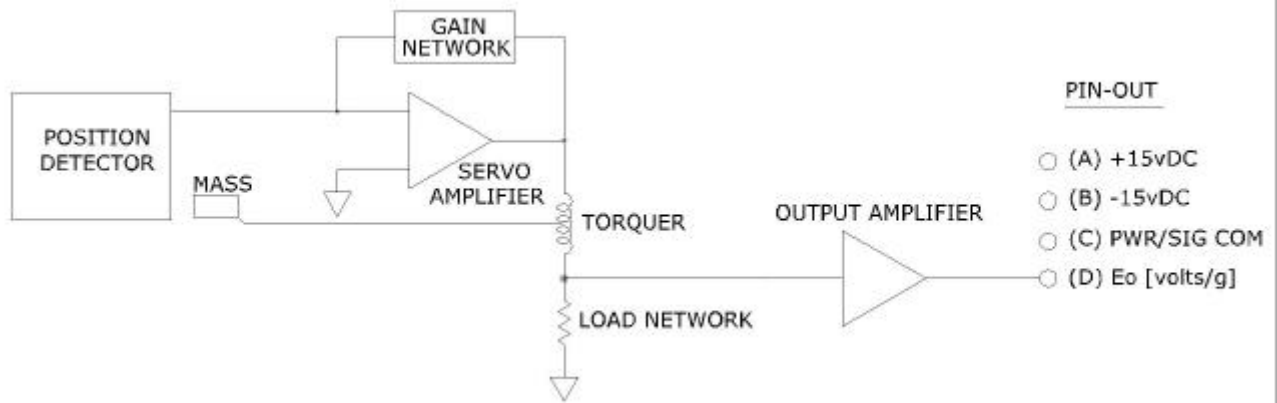 GAIN
NETWORK
POSITION
DETECTOR
MASS
SERVO
AMPLIFIER
TORQUER
LOAD NETWORK
OUTPUT AMPLIFIER
PIN-OUT
(A) +15vDC
(B) -15vDC
(C) PWR/SIG COM
(D) Eo [volts/g]